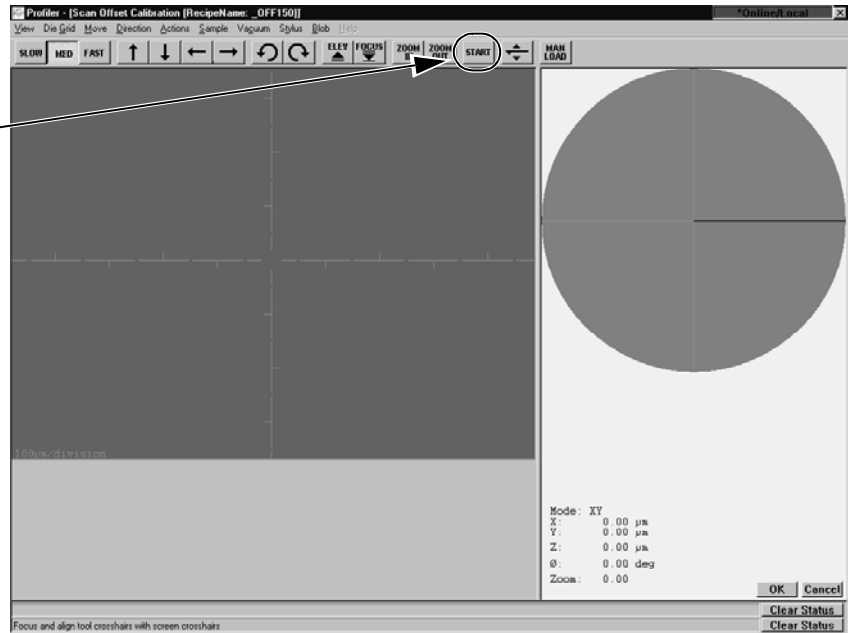 Profiler - [Scan Offset Calibration [RecipeName: _OFF150]]
*Online/Local
View Die Grid Move Direction Actions Sample Vacuum Stylus Blob Help
SLOW MED FAST ELEV FOCUS ZOOM IN ZOOM OUT START MAN LOAD
100µm/division
Mode: XY
X: 0.00 µm
Y: 0.00 µm
Z: 0.00 µm
Ø: 0.00 deg
Zoom: 0.00
OK Cancel
Clear Status
Focus and align tool crosshairs with screen crosshairs
Clear Status